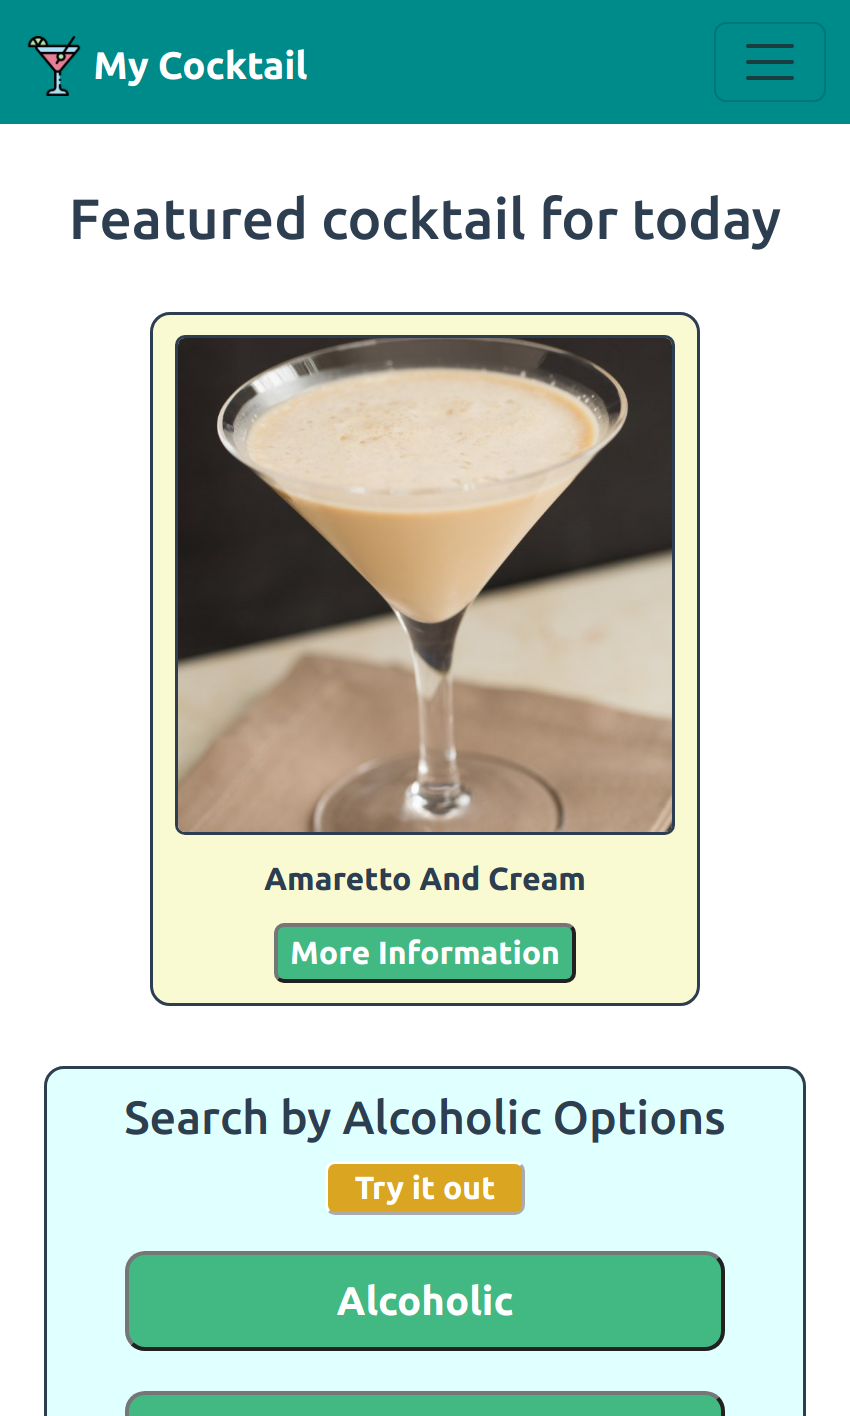 My Cocktail
Featured cocktail for today
Amaretto And Cream
More Information
Search by Alcoholic Options
Try it out
Alcoholic